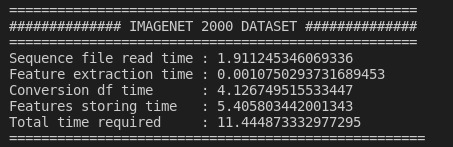 ===================================================
############## IMAGENET 2000 DATASET ##############
===================================================
Sequence file read time : 1.911245346069336
Feature extraction time : 0.0010750293731689453
Conversion df time      : 4.126749515533447
Features storing time   : 5.405803442001343
Total time required     : 11.444873332977295
====================================================